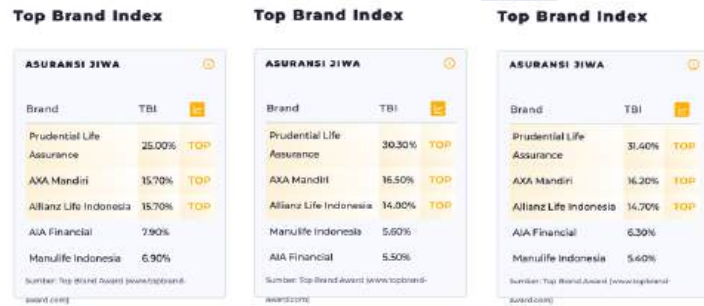 Top Brand Index
ASURANSI JIWA
Brand TBI
Prudential Life
Assurance
25.00% TOP
AXA Mandiri 15.70% TOP
Allianz Life Indonesia 15.70% TOP
AIA Financial 7.90%
Manulife Indonesia 6.90%
Sumber: Top Brand Award (www.topbrand-
award.com)
Top Brand Index
ASURANSI JIWA
Brand TBI
Prudential Life
Assurance
30.30% TOP
AXA Mandiri 16.50% TOP
Allianz Life Indonesia 14.00% TOP
Manulife Indonesia 5.60%
AIA Financial 5.50%
Sumber: Top Brand Award (www.topbrand-
award.com)
Top Brand Index
ASURANSI JIWA
Brand TBI
Prudential Life
Assurance
31.40% TOP
AXA Mandiri 16.20% TOP
Allianz Life Indonesia 14.70% TOP
AIA Financial 6.30%
Manulife Indonesia 5.40%
Sumber: Top Brand Award (www.topbrand-
award.com)